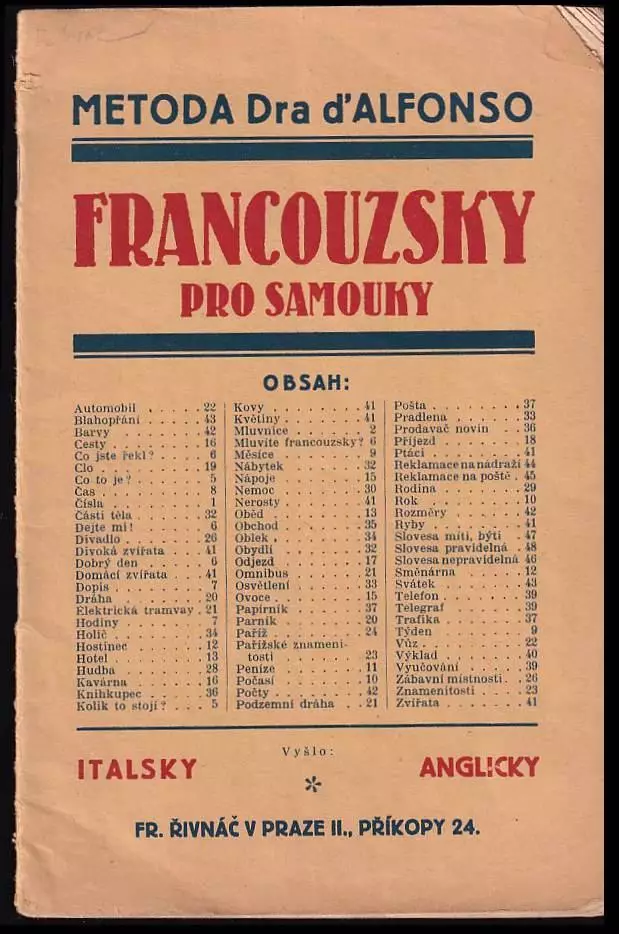 METODA Dra d'ALFONSO
FRANCOUZSKY
PRO SAMOUKY
OBSAH:
Automobil . . . . . 22
Blahopřání . . . . . 43
Barvy . . . . . . . 42
Cesty . . . . . . . 16
Co jste řekl? . . . . 6
Clo . . . . . . . . 19
Co to je? . . . . . . 5
Čas . . . . . . . . 8
Čísla . . . . . . . . 1
Části těla . . . . . . 32
Dejte mi! . . . . . . 6
Divadlo . . . . . . 26
Divoká zvířata . . . 41
Dobrý den . . . . . 6
Domácí zvířata . . . 41
Dopis . . . . . . . 7
Dráha . . . . . . . 20
Elektrická tramvay . 21
Hodiny . . . . . . . 7
Holič . . . . . . . 34
Hostinec . . . . . . 12
Hotel . . . . . . . 13
Hudba . . . . . . . 28
Kavárna . . . . . . 16
Knihkupec . . . . . 36
Kolik to stojí? . . . 5
Kovy . . . . . . . . 41
Květiny . . . . . . 41
Mluvnice . . . . . . 2
Mluvíte francouzsky? 6
Měsíce . . . . . . . 9
Nábytek . . . . . . 32
Nápoje . . . . . . . 15
Nemoc . . . . . . . 30
Nerosty . . . . . . 41
Oběd . . . . . . . . 13
Obchod . . . . . . . 35
Oblek . . . . . . . 34
Obydlí . . . . . . . 32
Odjezd . . . . . . . 17
Omnibus . . . . . . 21
Osvětlení . . . . . . 33
Ovoce . . . . . . . . 15
Papírník . . . . . . 37
Parník . . . . . . . 20
Paříž . . . . . . . . 24
Pařížské znameni-
tosti . . . . . . . 23
Peníze . . . . . . . 11
Počasí . . . . . . . 10
Počty . . . . . . . . 42
Podzemní dráha . . 21
Pošta . . . . . . . . 37
Pradlena . . . . . . 33
Prodavač novin . . 36
Příjezd . . . . . . . 18
Ptáci . . . . . . . . 41
Reklamace na nádraží 44
Reklamace na poště . 45
Rodina . . . . . . . 29
Rok . . . . . . . . . 10
Rozměry . . . . . . 42
Ryby . . . . . . . . 41
Slovesa míti, býti . 47
Slovesa pravidelná . 48
Slovesa nepravidelná 46
Směnárna . . . . . . 12
Svátek . . . . . . . 43
Telefon . . . . . . . 39
Telegraf . . . . . . 39
Trafika . . . . . . . 37
Týden . . . . . . . 9
Vůz . . . . . . . . . 22
Výklad . . . . . . . 40
Vyučování . . . . . 39
Zábavní místnosti . 26
Znamenitosti . . . . 23
Zvířata . . . . . . . 41
Vyšlo:
ITALSKY ANGLICKY
FR. ŘIVNÁČ V PRAZE II., PŘÍKOPY 24.